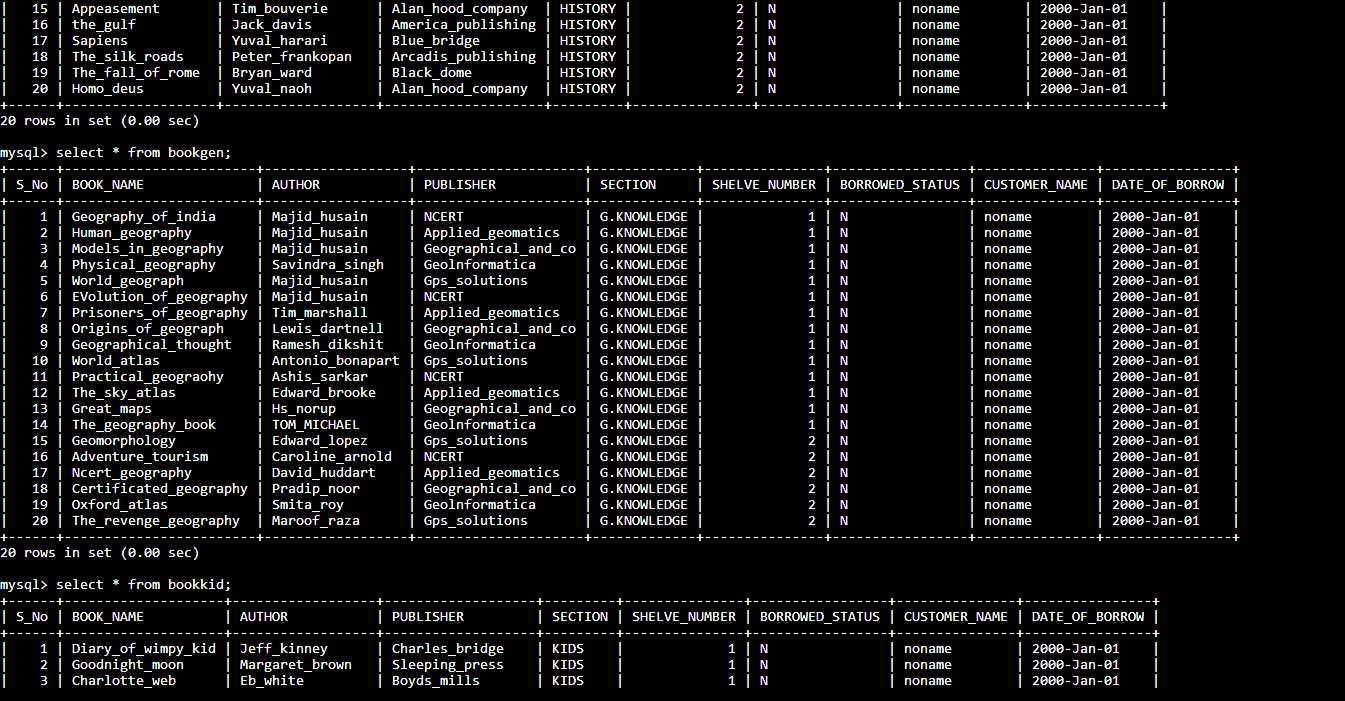 |   15 | Appeasement       | Tim_bouverie      | Alan_hood_company  | HISTORY |             2 | N               | noname        | 2000-Jan-01    |
|   16 | the_gulf          | Jack_davis        | America_publishing | HISTORY |             2 | N               | noname        | 2000-Jan-01    |
|   17 | Sapiens           | Yuval_harari      | Blue_bridge        | HISTORY |             2 | N               | noname        | 2000-Jan-01    |
|   18 | The_silk_roads    | Peter_frankopan   | Arcadis_publishing | HISTORY |             2 | N               | noname        | 2000-Jan-01    |
|   19 | The_fall_of_rome  | Bryan_ward        | Black_dome         | HISTORY |             2 | N               | noname        | 2000-Jan-01    |
|   20 | Homo_deus         | Yuval_naoh        | Alan_hood_company  | HISTORY |             2 | N               | noname        | 2000-Jan-01    |
20 rows in set (0.00 sec)
mysql> select * from bookgen;
| S_No | BOOK_NAME              | AUTHOR            | PUBLISHER           | SECTION     | SHELVE_NUMBER | BORROWED_STATUS | CUSTOMER_NAME | DATE_OF_BORROW |
|    1 | Geography_of_india     | Majid_husain      | NCERT               | G.KNOWLEDGE |             1 | N               | noname        | 2000-Jan-01    |
|    2 | Human_geography        | Majid_husain      | Applied_geomatics   | G.KNOWLEDGE |             1 | N               | noname        | 2000-Jan-01    |
|    3 | Models_in_geography    | Majid_husain      | Geographical_and_co | G.KNOWLEDGE |             1 | N               | noname        | 2000-Jan-01    |
|    4 | Physical_geography     | Savindra_singh    | Geolnformatica      | G.KNOWLEDGE |             1 | N               | noname        | 2000-Jan-01    |
|    5 | World_geograph         | Majid_husain      | Gps_solutions       | G.KNOWLEDGE |             1 | N               | noname        | 2000-Jan-01    |
|    6 | EVolution_of_geography | Majid_husain      | NCERT               | G.KNOWLEDGE |             1 | N               | noname        | 2000-Jan-01    |
|    7 | Prisoners_of_geography | Tim_marshall      | Applied_geomatics   | G.KNOWLEDGE |             1 | N               | noname        | 2000-Jan-01    |
|    8 | Origins_of_geograph    | Lewis_dartnell    | Geographical_and_co | G.KNOWLEDGE |             1 | N               | noname        | 2000-Jan-01    |
|    9 | Geographical_thought   | Ramesh_dikshit    | Geolnformatica      | G.KNOWLEDGE |             1 | N               | noname        | 2000-Jan-01    |
|   10 | World_atlas            | Antonio_bonapart  | Gps_solutions       | G.KNOWLEDGE |             1 | N               | noname        | 2000-Jan-01    |
|   11 | Practical_geograohy    | Ashis_sarkar      | NCERT               | G.KNOWLEDGE |             1 | N               | noname        | 2000-Jan-01    |
|   12 | The_sky_atlas          | Edward_brooke     | Applied_geomatics   | G.KNOWLEDGE |             1 | N               | noname        | 2000-Jan-01    |
|   13 | Great_maps             | Hs_norup          | Geographical_and_co | G.KNOWLEDGE |             1 | N               | noname        | 2000-Jan-01    |
|   14 | The_geography_book     | TOM_MICHAEL       | Geolnformatica      | G.KNOWLEDGE |             1 | N               | noname        | 2000-Jan-01    |
|   15 | Geomorphology          | Edward_lopez      | Gps_solutions       | G.KNOWLEDGE |             2 | N               | noname        | 2000-Jan-01    |
|   16 | Adventure_tourism      | Caroline_arnold   | NCERT               | G.KNOWLEDGE |             2 | N               | noname        | 2000-Jan-01    |
|   17 | Ncert_geography        | David_huddart     | Applied_geomatics   | G.KNOWLEDGE |             2 | N               | noname        | 2000-Jan-01    |
|   18 | Certificated_geography | Pradip_noor       | Geographical_and_co | G.KNOWLEDGE |             2 | N               | noname        | 2000-Jan-01    |
|   19 | Oxford_atlas           | Smita_roy         | Geolnformatica      | G.KNOWLEDGE |             2 | N               | noname        | 2000-Jan-01    |
|   20 | The_revenge_geography  | Maroof_raza       | Gps_solutions       | G.KNOWLEDGE |             2 | N               | noname        | 2000-Jan-01    |
20 rows in set (0.00 sec)
mysql> select * from bookkid;
| S_No | BOOK_NAME          | AUTHOR           | PUBLISHER         | SECTION | SHELVE_NUMBER | BORROWED_STATUS | CUSTOMER_NAME | DATE_OF_BORROW |
|    1 | Diary_of_wimpy_kid | Jeff_kinney      | Charles_bridge    | KIDS    |             1 | N               | noname        | 2000-Jan-01    |
|    2 | Goodnight_moon     | Margaret_brown   | Sleeping_press    | KIDS    |             1 | N               | noname        | 2000-Jan-01    |
|    3 | Charlotte_web      | Eb_white         | Boyds_mills       | KIDS    |             1 | N               | noname        | 2000-Jan-01    |